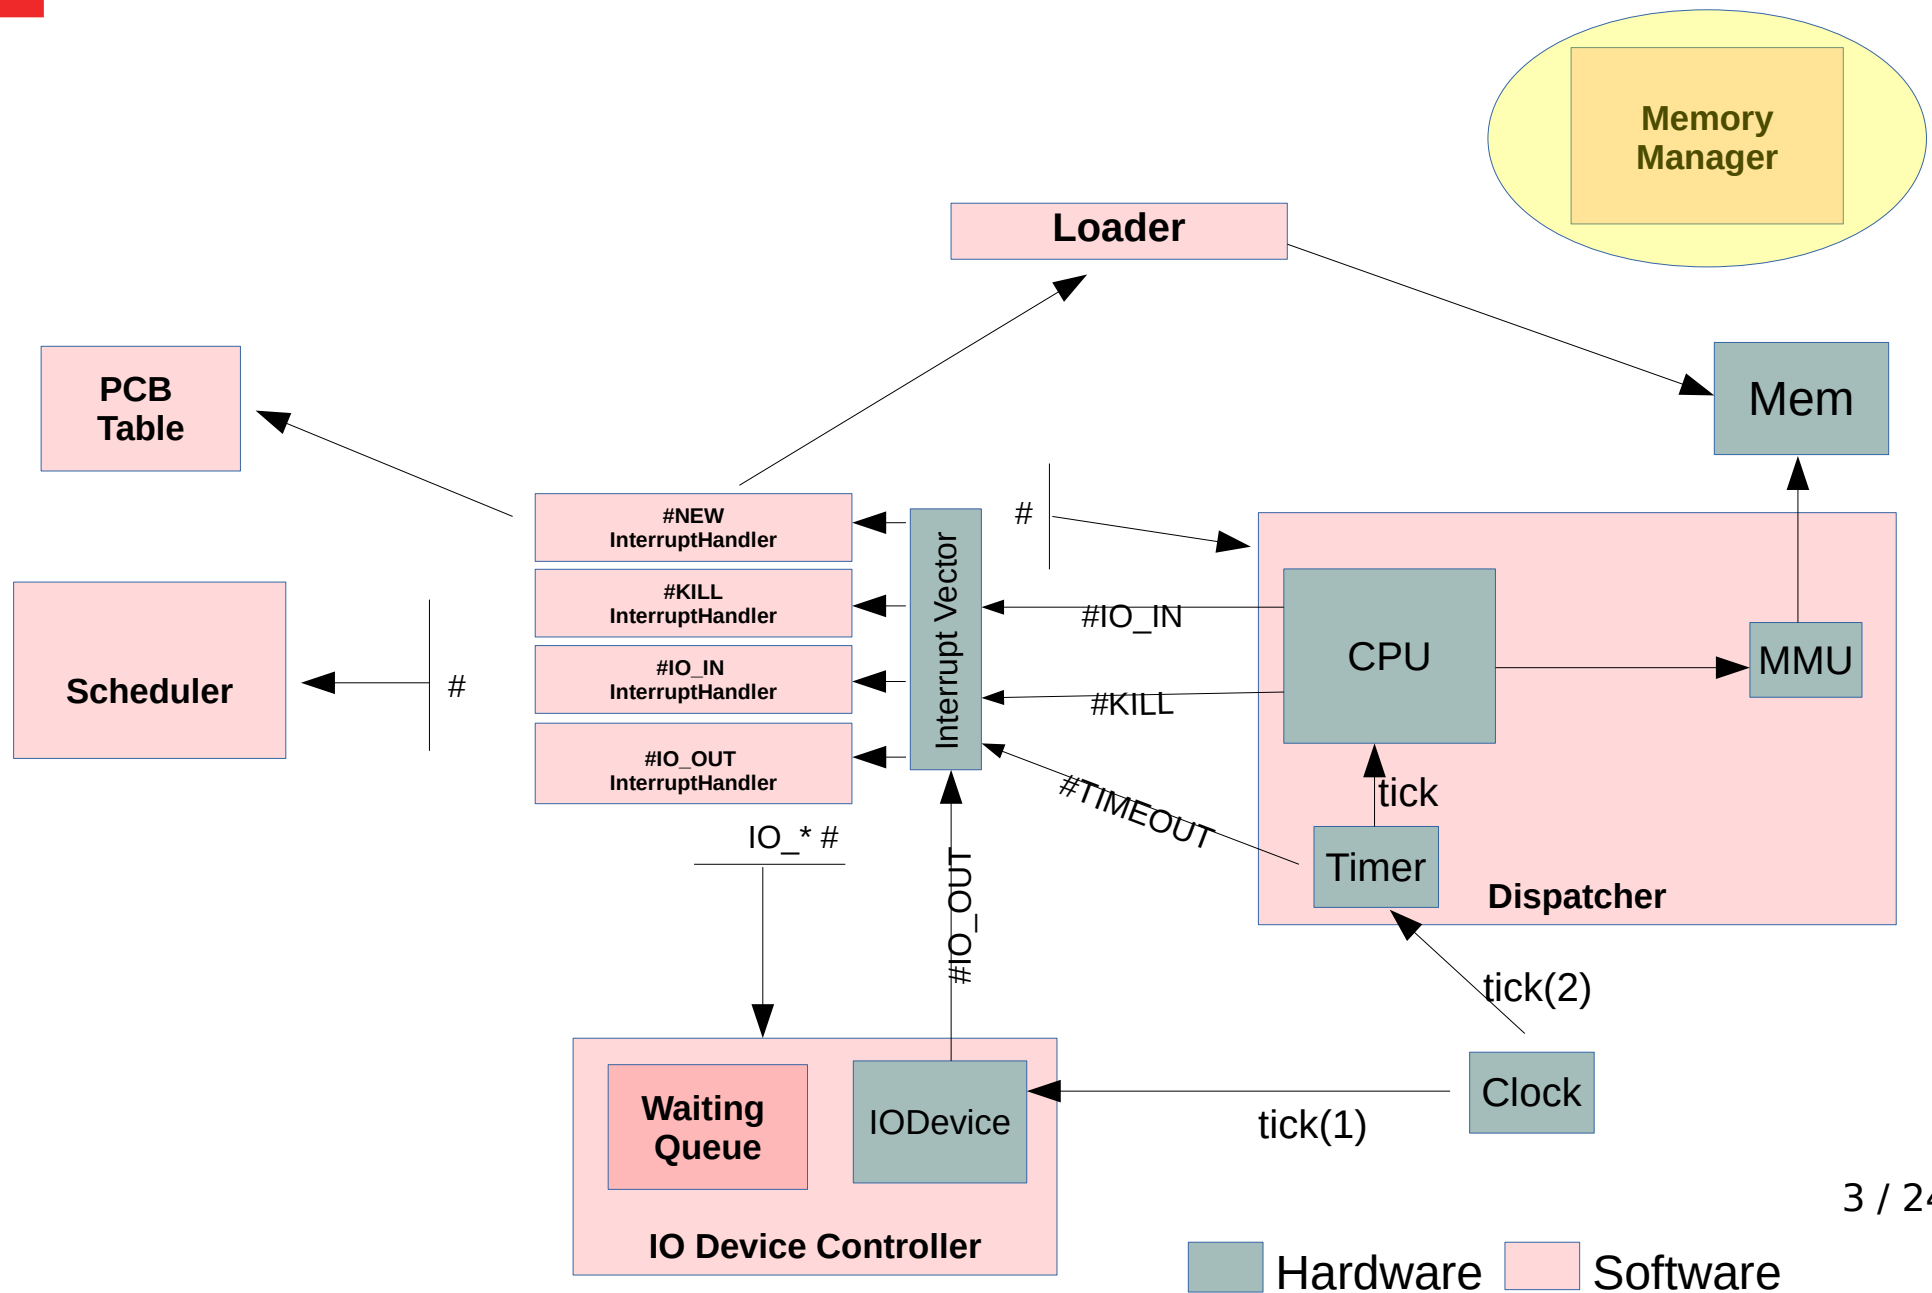 Memory
Manager
Loader
PCB
Table
Mem
#NEW
InterruptHandler
#
#KILL
InterruptHandler
Interrupt Vector
#IO_IN
CPU
MMU
Scheduler
#
#IO_IN
InterruptHandler
#KILL
#IO_OUT
InterruptHandler
#TIMEOUT
tick
IO_* #
Timer
Dispatcher
#IO_OUT
tick(2)
Waiting
Queue
IODevice
Clock
tick(1)
IO Device Controller
3 / 24
Hardware
Software